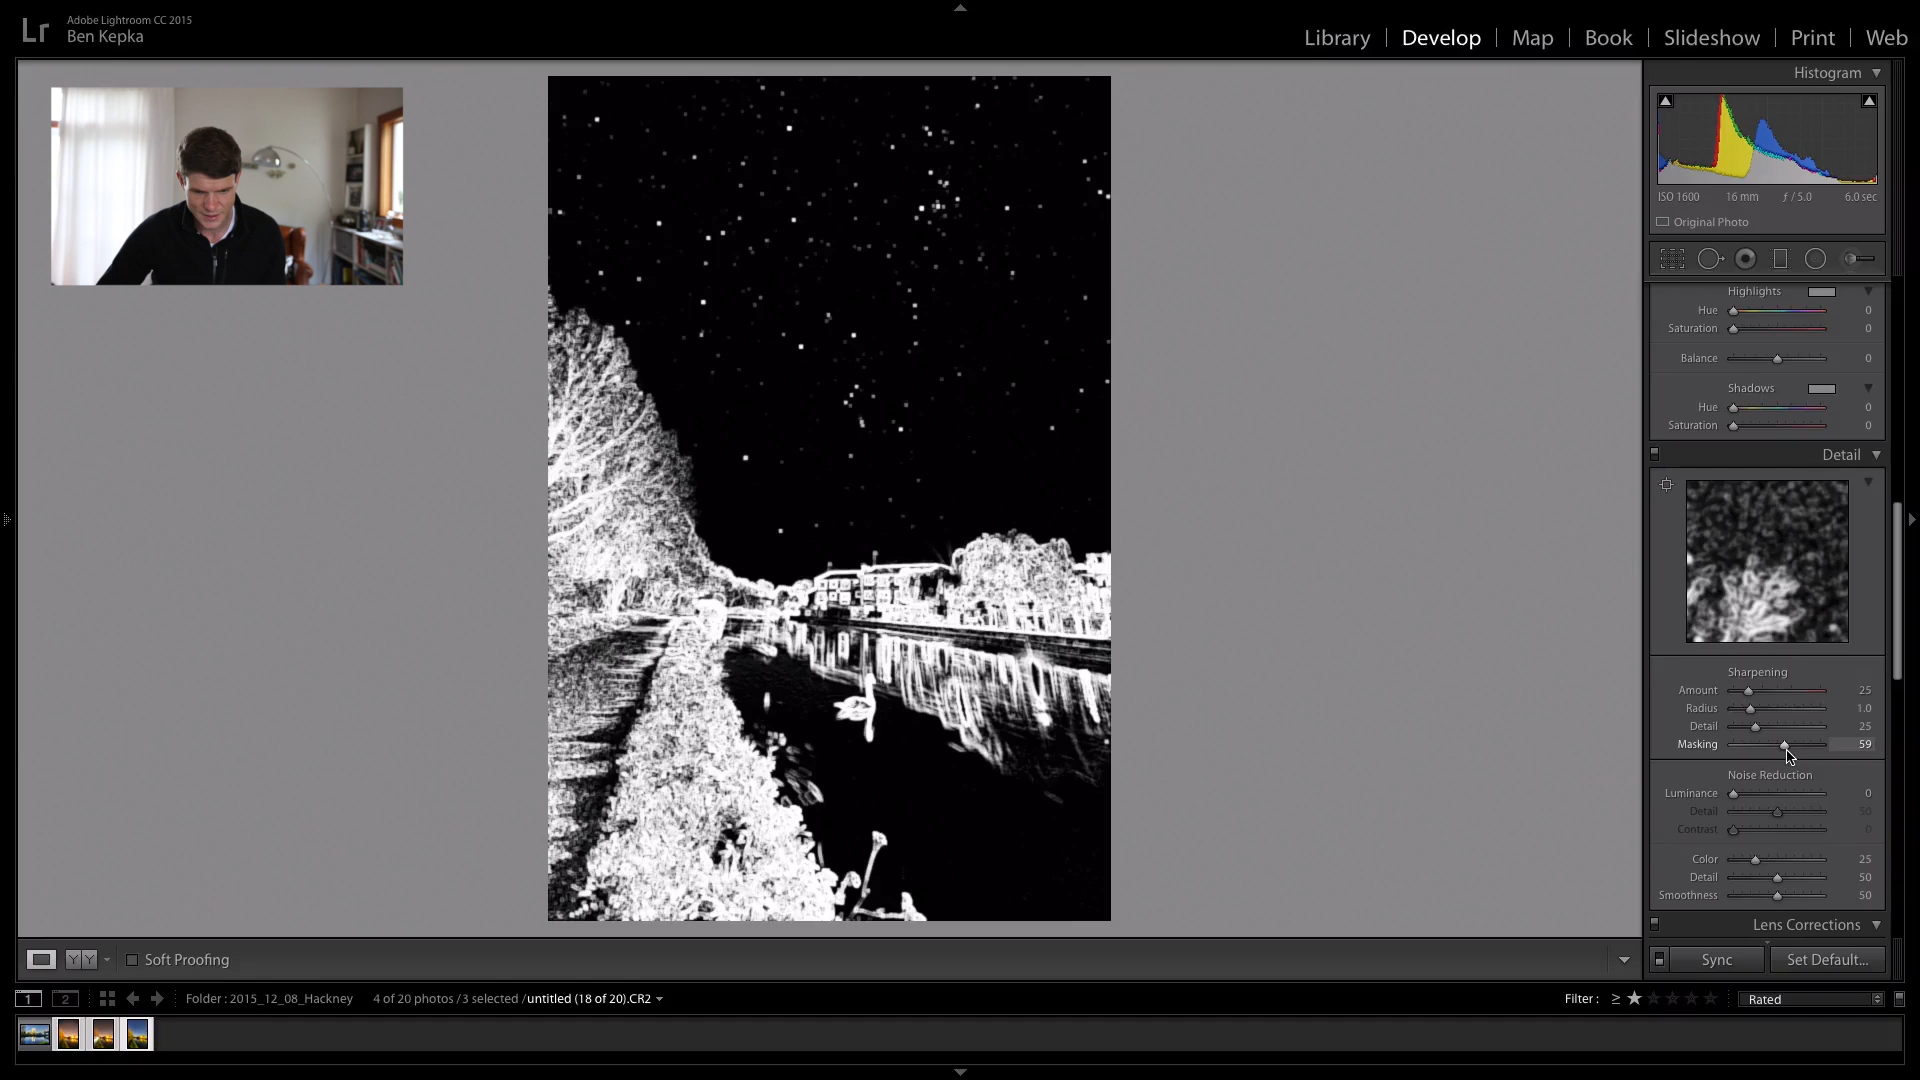 Lr
Adobe Lightroom CC 2015
Ben Kepka
Library | Develop | Map | Book | Slideshow | Print | Web
Histogram
ISO 1600 16 mm ƒ / 5.0 6.0 sec
Original Photo
Highlights
Hue 0
Saturation 0
Balance 0
Shadows
Hue 0
Saturation 0
Detail
Sharpening
Amount 25
Radius 1.0
Detail 25
Masking 59
Noise Reduction
Luminance 0
Detail 50
Contrast 0
Color 25
Detail 50
Smoothness 50
Lens Corrections
Y Y Soft Proofing
Sync Set Default...
1 2 Folder : 2015_12_08_Hackney 4 of 20 photos /3 selected /untitled (18 of 20).CR2 Filter : ≥ Rated